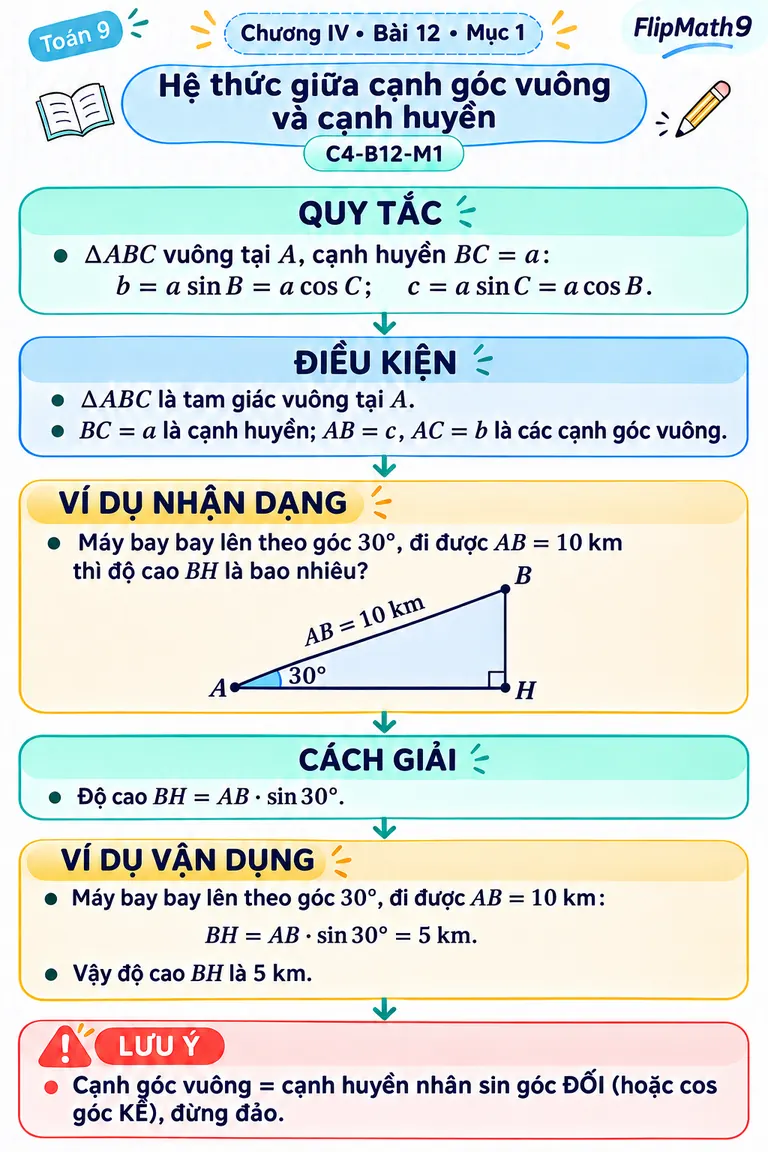 Toán 9
Chương IV • Bài 12 • Mục 1
FlipMath9
Hệ thức giữa cạnh góc vuông
và cạnh huyền
C4-B12-M1
QUY TẮC
• ΔABC vuông tại A, cạnh huyền BC = a:
b = a sin B = a cos C; c = a sin C = a cos B.
ĐIỀU KIỆN
• ΔABC là tam giác vuông tại A.
• BC = a là cạnh huyền; AB = c, AC = b là các cạnh góc vuông.
VÍ DỤ NHẬN DẠNG
• Máy bay bay lên theo góc 30°, đi được AB = 10 km
thì độ cao BH là bao nhiêu?
B
AB = 10 km
30°
A
H
CÁCH GIẢI
• Độ cao BH = AB · sin 30°.
VÍ DỤ VẬN DỤNG
• Máy bay bay lên theo góc 30°, đi được AB = 10 km:
BH = AB · sin 30° = 5 km.
• Vậy độ cao BH là 5 km.
LƯU Ý
• Cạnh góc vuông = cạnh huyền nhân sin góc ĐỐI (hoặc cos
góc KỀ), đừng đảo.